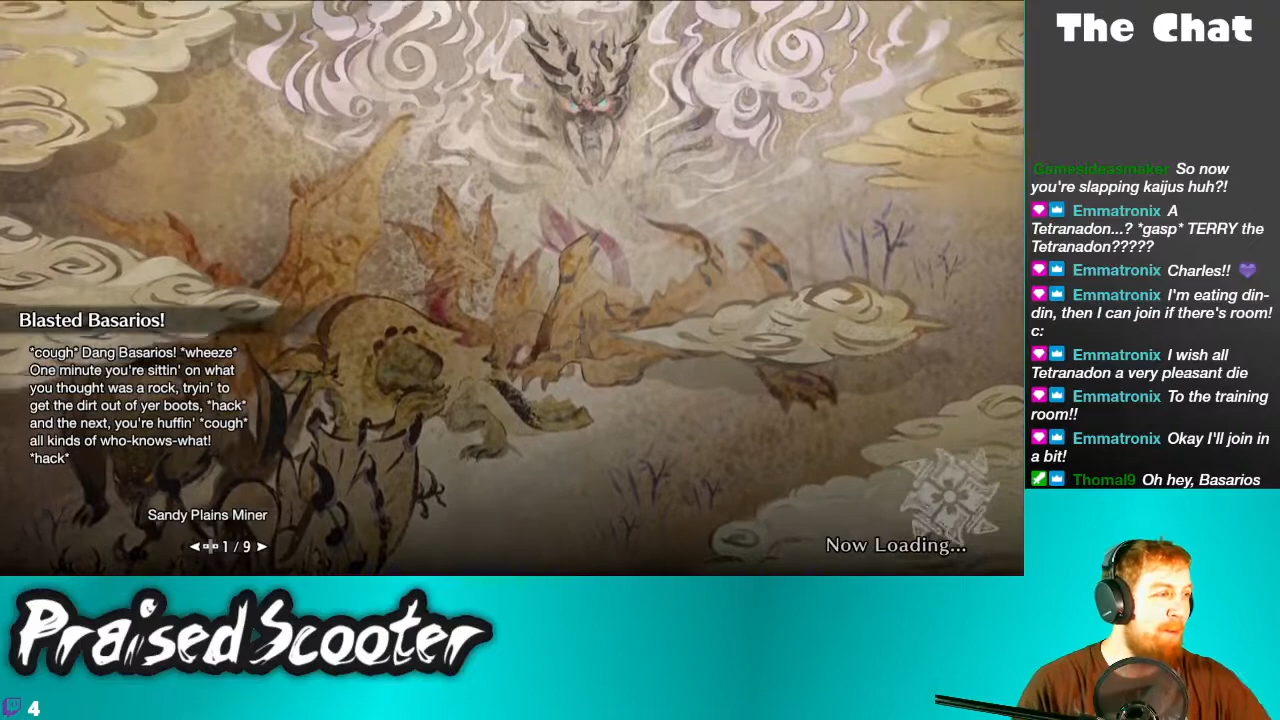 The Chat
Gamesideasmaker So now
you're slapping kaijus huh?!
Emmatronix A
Tetranadon...? *gasp* TERRY the
Tetranadon?????
Emmatronix Charles!!
Emmatronix I'm eating din-
din, then I can join if there's room!
c:
Emmatronix I wish all
Tetranadon a very pleasant die
Emmatronix To the training
room!!
Emmatronix Okay I'll join in
a bit!
Thomal9 Oh hey, Basarios
Blasted Basarios!
*cough* Dang Basarios! *wheeze*
One minute you're sittin' on what
you thought was a rock, tryin' to
get the dirt out of yer boots, *hack*
and the next, you're huffin' *cough*
all kinds of who-knows-what!
*hack*
Sandy Plains Miner
1 / 9
Now Loading...
PraisedScooter
4